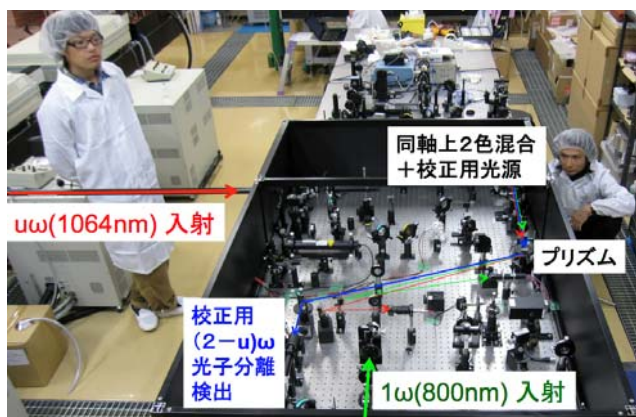 同軸上2色混合
＋校正用光源
uω(1064nm) 入射
プリズム
校正用
(2－u)ω
光子分離
検出
1ω(800nm) 入射